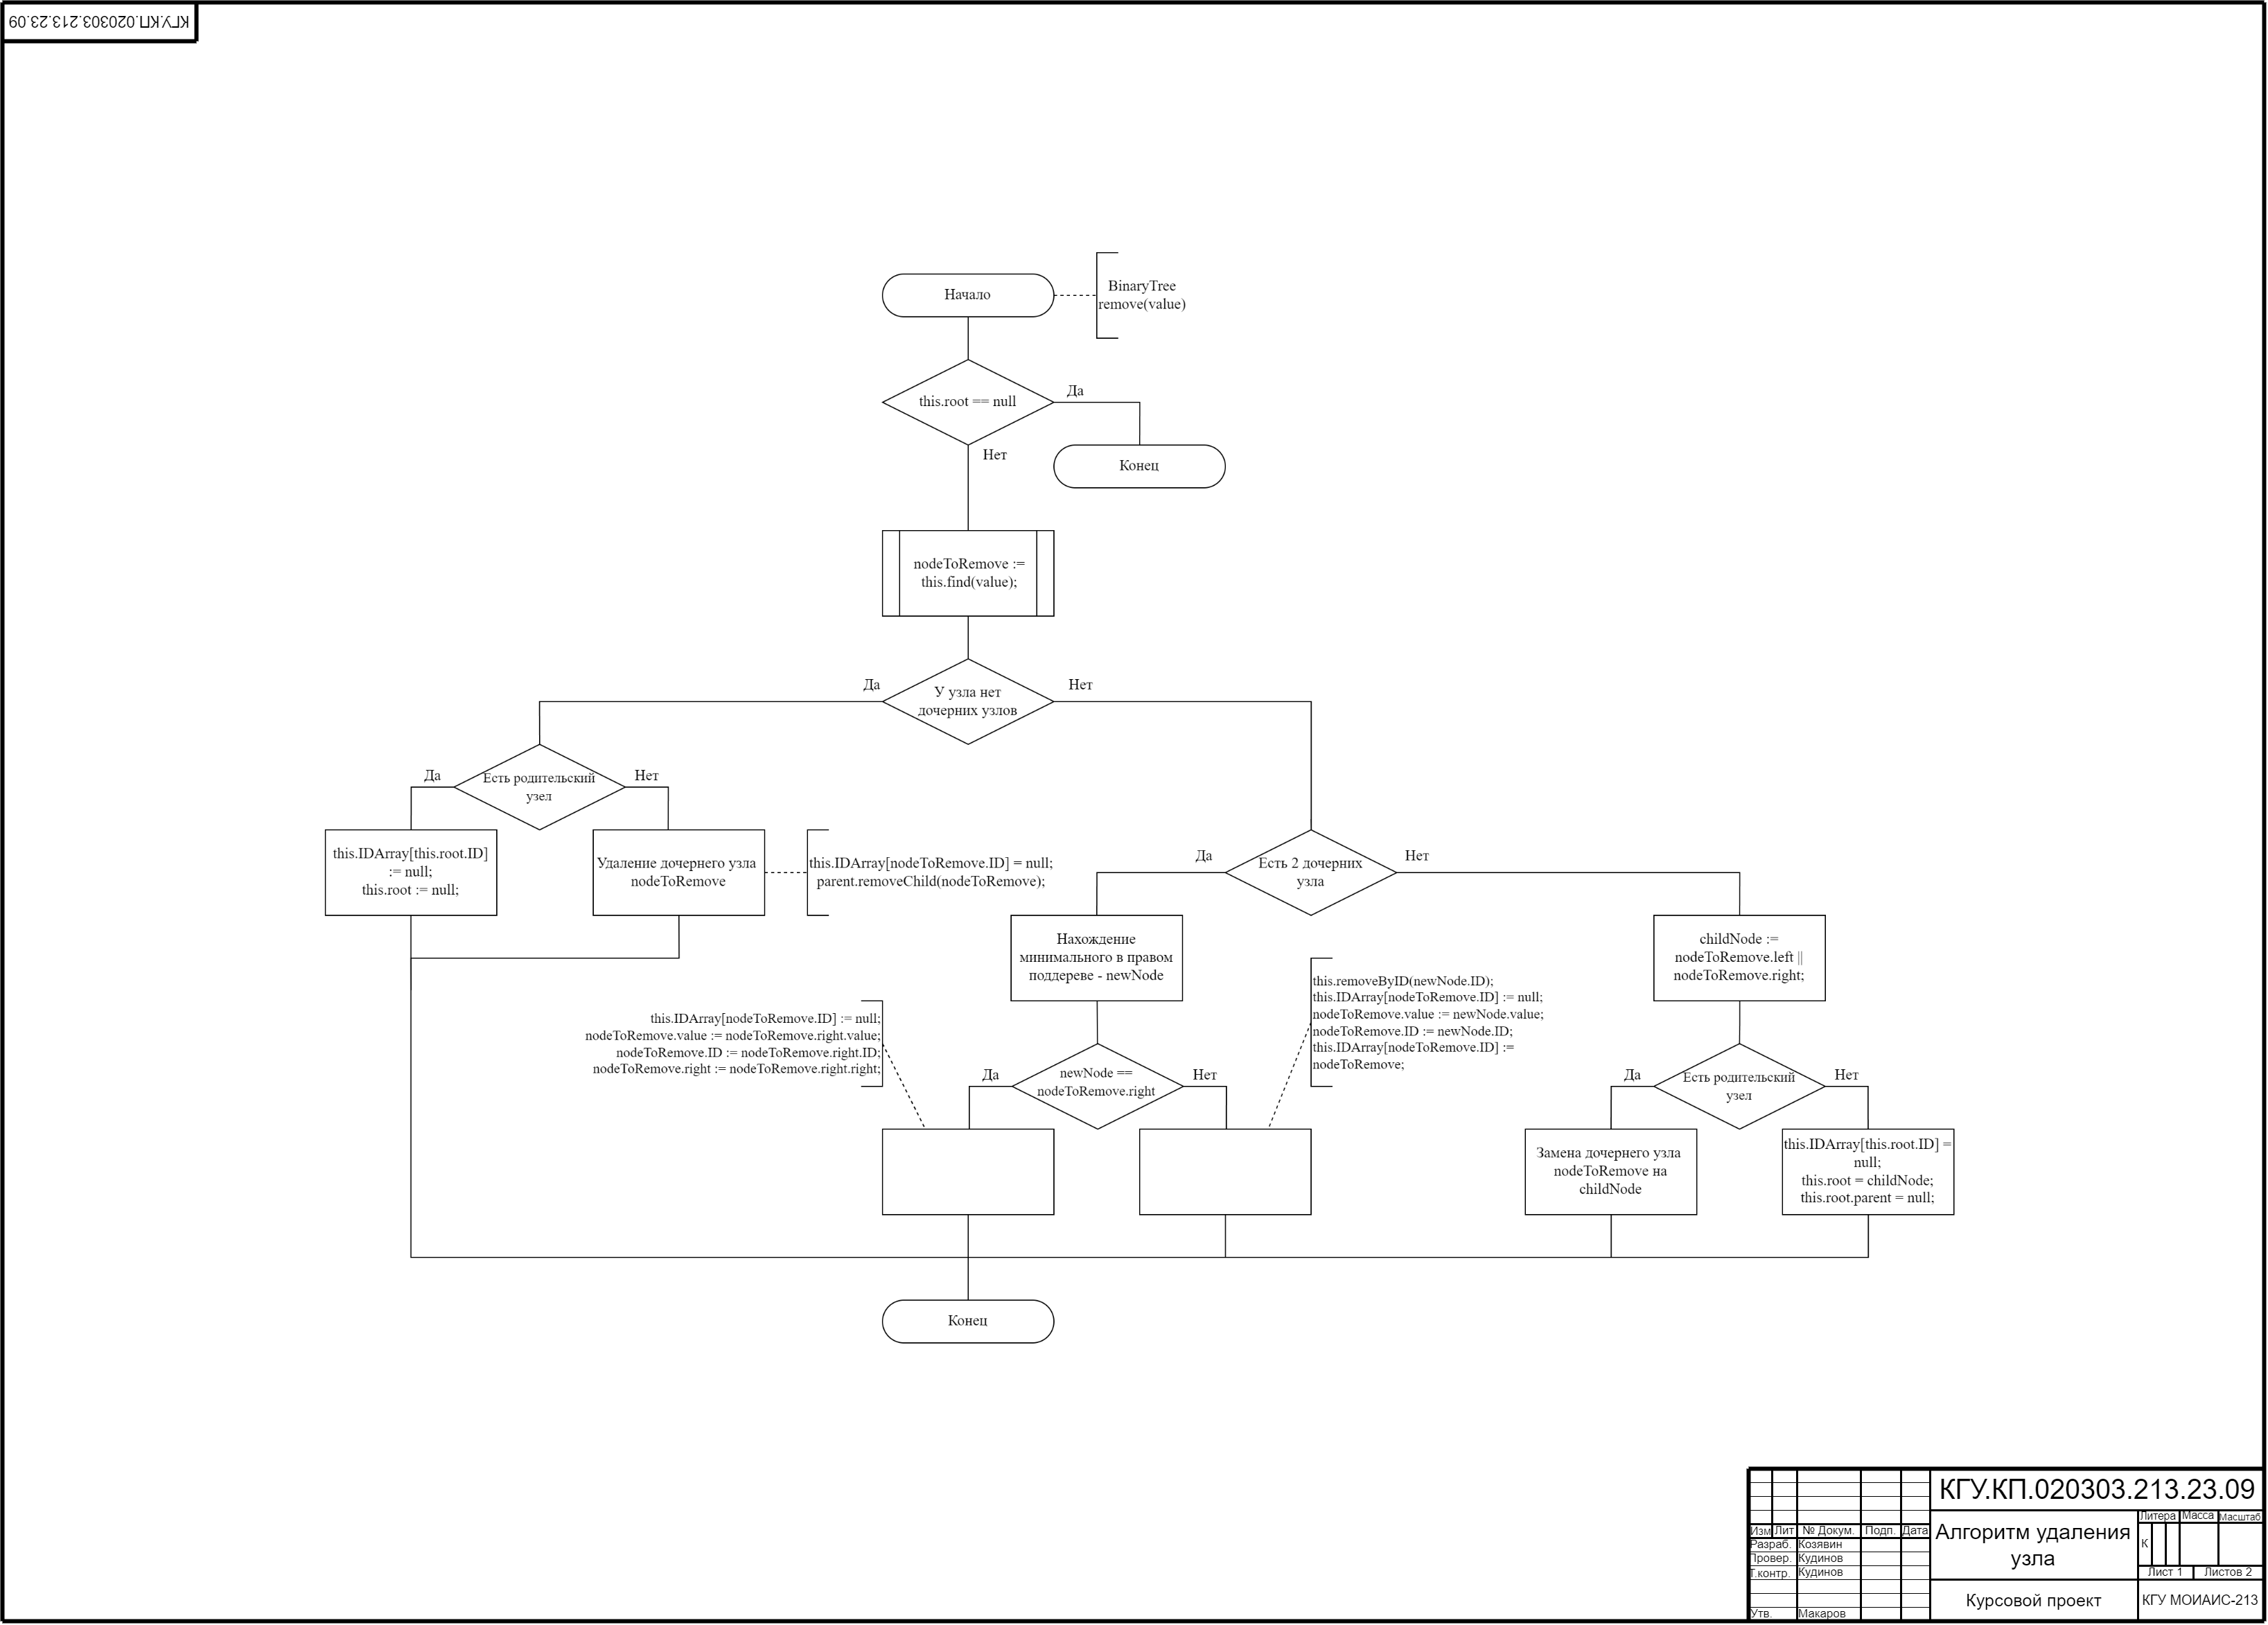 КГУ.КП.020303.213.23.09
Начало
BinaryTree
remove(value)
this.root == null
Да
Нет
Конец
nodeToRemove :=
this.find(value);
Да
У узла нет
дочерних узлов
Нет
Да
Есть родительский
узел
Нет
this.IDArray[this.root.ID]
:= null;
this.root := null;
Удаление дочернего узла
nodeToRemove
this.IDArray[nodeToRemove.ID] = null;
parent.removeChild(nodeToRemove);
Да
Есть 2 дочерних
узла
Нет
Нахождение
минимального в правом
поддереве - newNode
childNode :=
nodeToRemove.left ||
nodeToRemove.right;
this.IDArray[nodeToRemove.ID] := null;
nodeToRemove.value := nodeToRemove.right.value;
nodeToRemove.ID := nodeToRemove.right.ID;
nodeToRemove.right := nodeToRemove.right.right;
this.removeByID(newNode.ID);
this.IDArray[nodeToRemove.ID] := null;
nodeToRemove.value := newNode.value;
nodeToRemove.ID := newNode.ID;
this.IDArray[nodeToRemove.ID] :=
nodeToRemove;
Да
newNode ==
nodeToRemove.right
Нет
Да
Есть родительский
узел
Нет
Замена дочернего узла
nodeToRemove на
childNode
this.IDArray[this.root.ID] =
null;
this.root = childNode;
this.root.parent = null;
Конец
КГУ.КП.020303.213.23.09
Изм Лит № Докум. Подп. Дата
Разраб. Козявин
Провер. Кудинов
Т.контр. Кудинов
Утв. Макаров
Алгоритм удаления
узла
Литера Масса Масштаб
К
Лист 1 Листов 2
Курсовой проект
КГУ МОИАИС-213